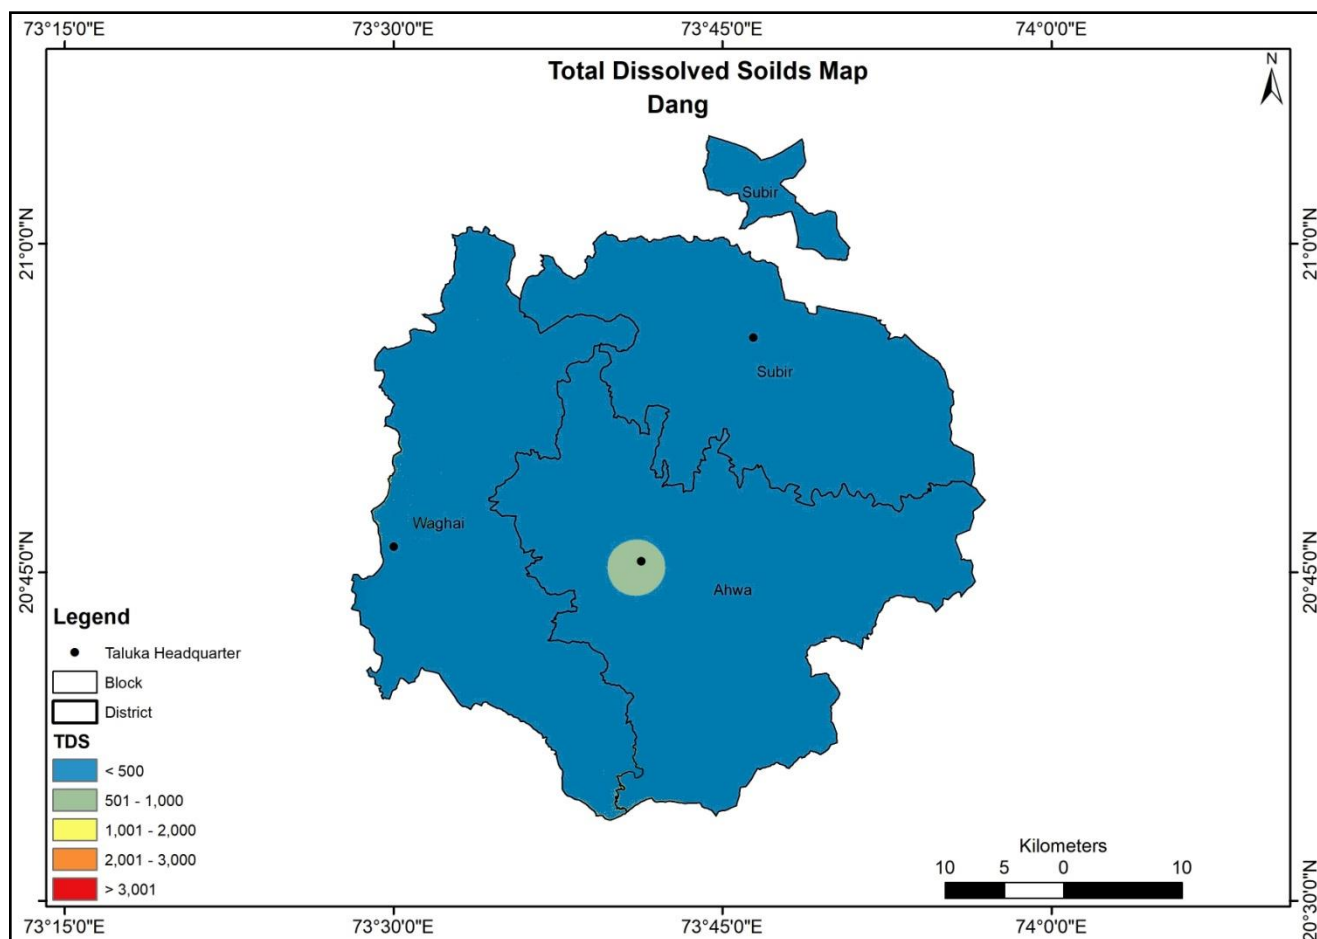 73°15'0"E 73°30'0"E 73°45'0"E 74°0'0"E
Total Dissolved Soilds Map
Dang
N
Subir
21°0'0"N 21°0'0"N
Subir
Waghai
20°45'0"N 20°45'0"N
Ahwa
Legend
Taluka Headquarter
Block
District
TDS
< 500
501 - 1,000
1,001 - 2,000
2,001 - 3,000
> 3,001
Kilometers
10 5 0 10
20°30'0"N
73°15'0"E 73°30'0"E 73°45'0"E 74°0'0"E